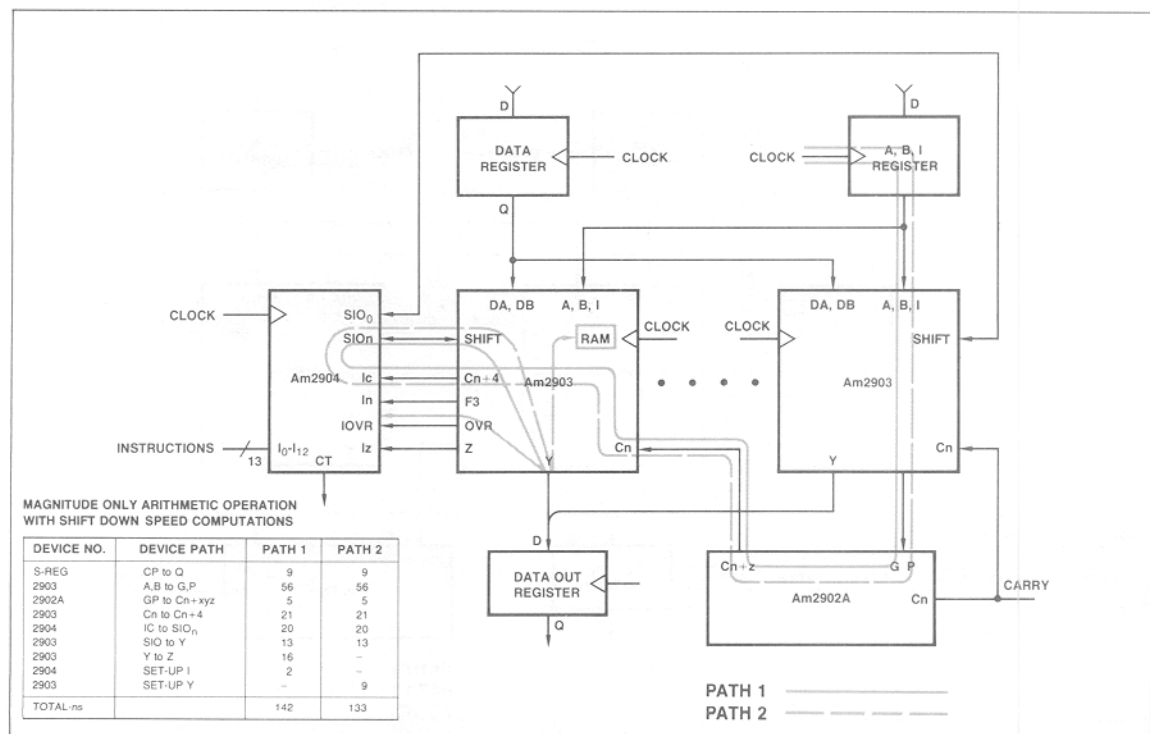 D
D
DATA
REGISTER
CLOCK
CLOCK
A, B, I
REGISTER
Q
CLOCK
SIO0
SIOn
Am2904
Ic
In
IOVR
Iz
INSTRUCTIONS
13
I0-I12
CT
DA, DB
A, B, I
SHIFT
RAM
CLOCK
Cn+4
Am2903
F3
OVR
Z
Cn
Y
CLOCK
DA, DB
A, B, I
SHIFT
Am2903
Cn
Y
D
DATA OUT
REGISTER
Q
Cn+z
G P
Am2902A
Cn
CARRY
MAGNITUDE ONLY ARITHMETIC OPERATION
WITH SHIFT DOWN SPEED COMPUTATIONS
DEVICE NO. DEVICE PATH PATH 1 PATH 2
S-REG CP to Q 9 9
2903 A,B to G,P 56 56
2902A GP to Cn+xyz 5 5
2903 Cn to Cn+4 21 21
2904 IC to SIOn 20 20
2903 SIO to Y 13 13
2903 Y to Z 16 –
2904 SET-UP I 2 –
2903 SET-UP Y – 9
TOTAL-ns 142 133
PATH 1
PATH 2